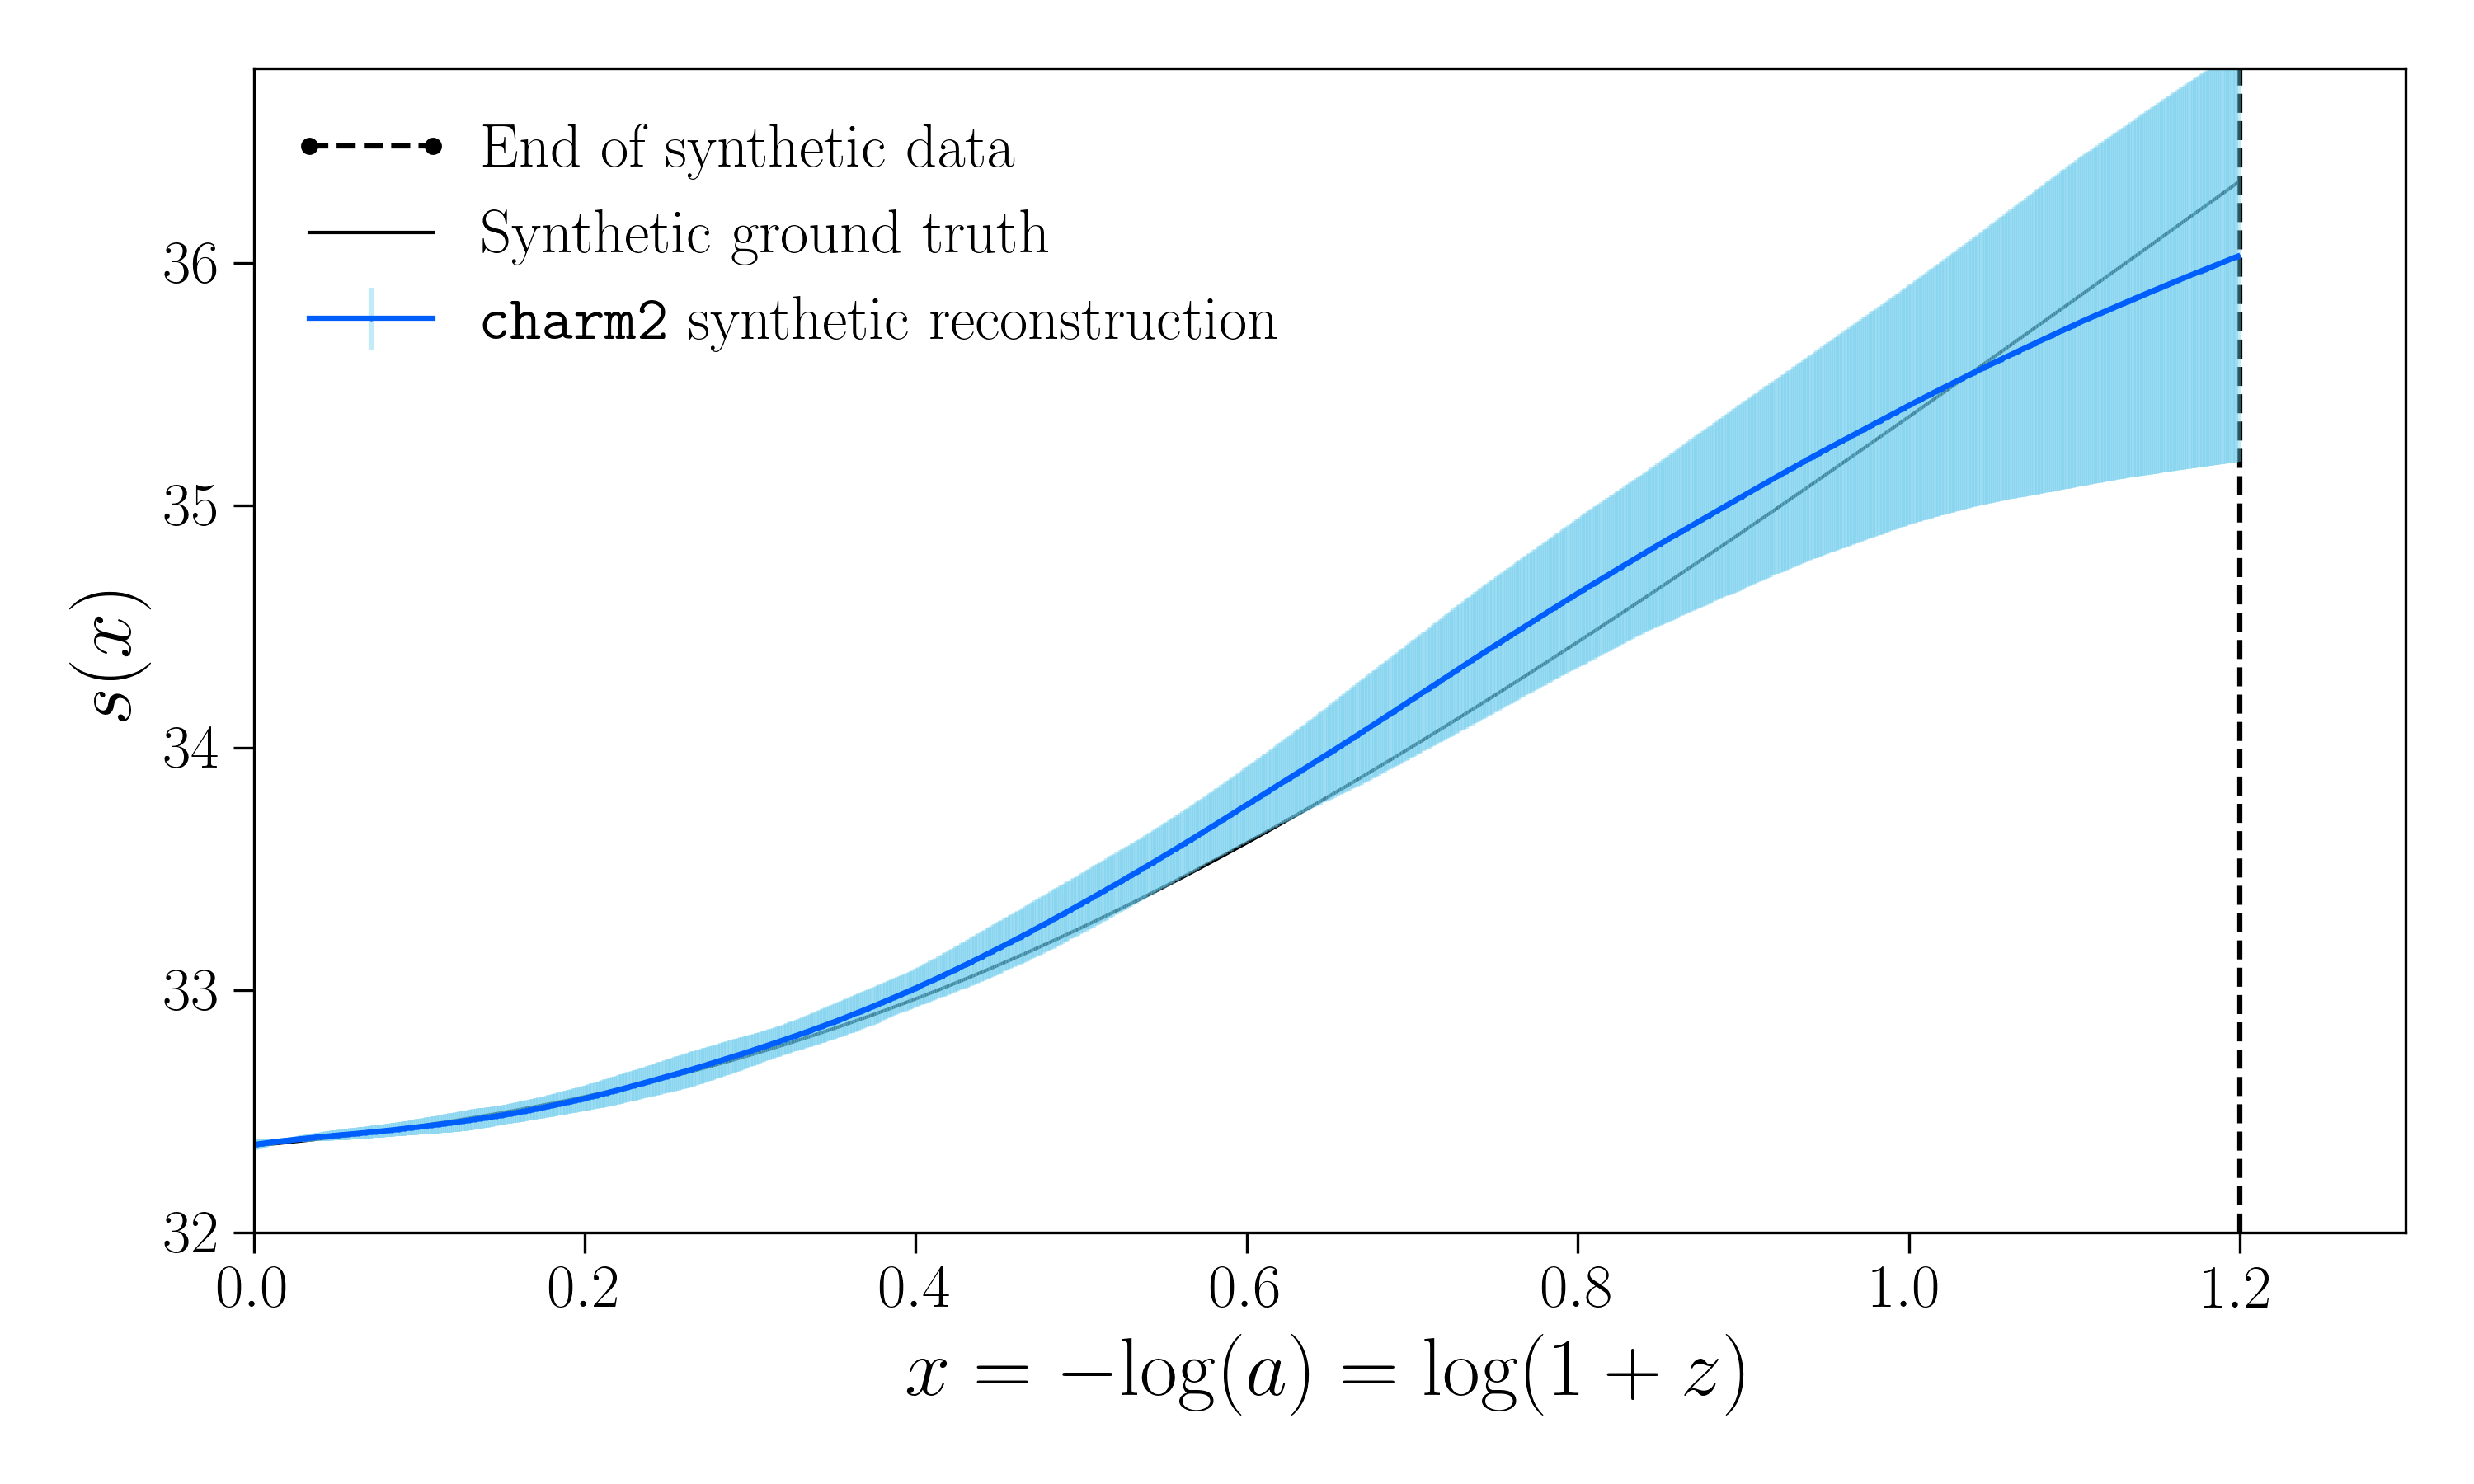 End of synthetic data
Synthetic ground truth
charm2 synthetic reconstruction
s(x)
36
35
34
33
32
0.0 0.2 0.4 0.6 0.8 1.0 1.2
x = −log(a) = log(1 + z)